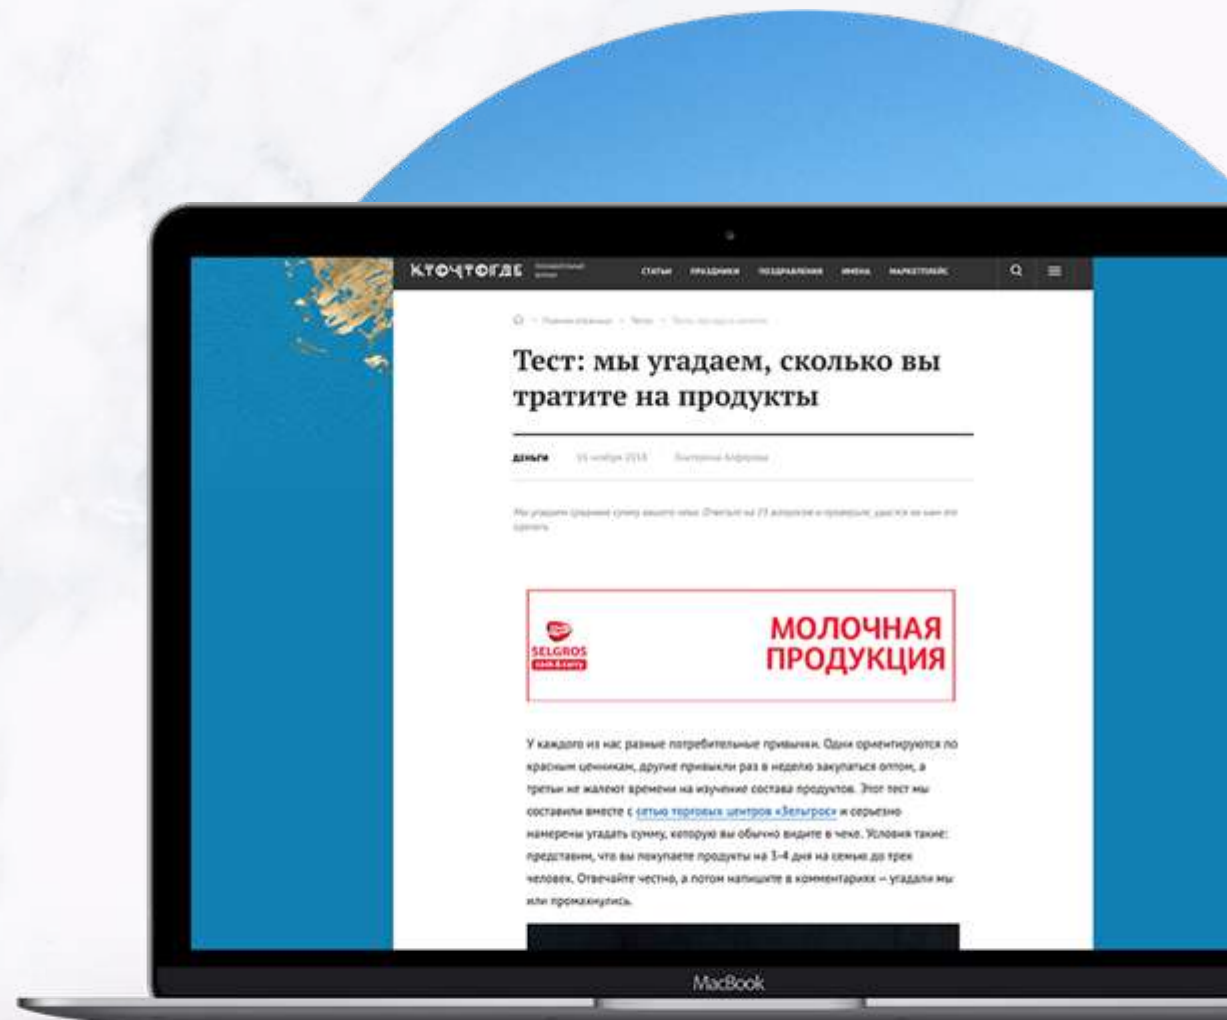 КТОЧТОГДЕ
СТАТЬИ ПРАЗДНИКИ ПОЗДРАВЛЕНИЯ ИМЕНА МАРКЕТПЛЕЙС
Тест: мы угадаем, сколько вы
тратите на продукты
ДЕНЬГИ
SELGROS
cash & carry
МОЛОЧНАЯ
ПРОДУКЦИЯ
У каждого из нас разные потребительные привычки. Одни ориентируются по
красным ценникам, другие привыкли раз в неделю закупаться оптом, а
третьи не жалеют времени на изучение состава продуктов. Этот тест мы
составили вместе с сетью торговых центров «Зельгрос» и серьезно
намерены угадать сумму, которую вы обычно видите в чеке. Условия такие:
представим, что вы покупаете продукты на 3-4 дня на семью до трех
человек. Отвечайте честно, а потом напишите в комментариях — угадали мы
или промахнулись.
MacBook